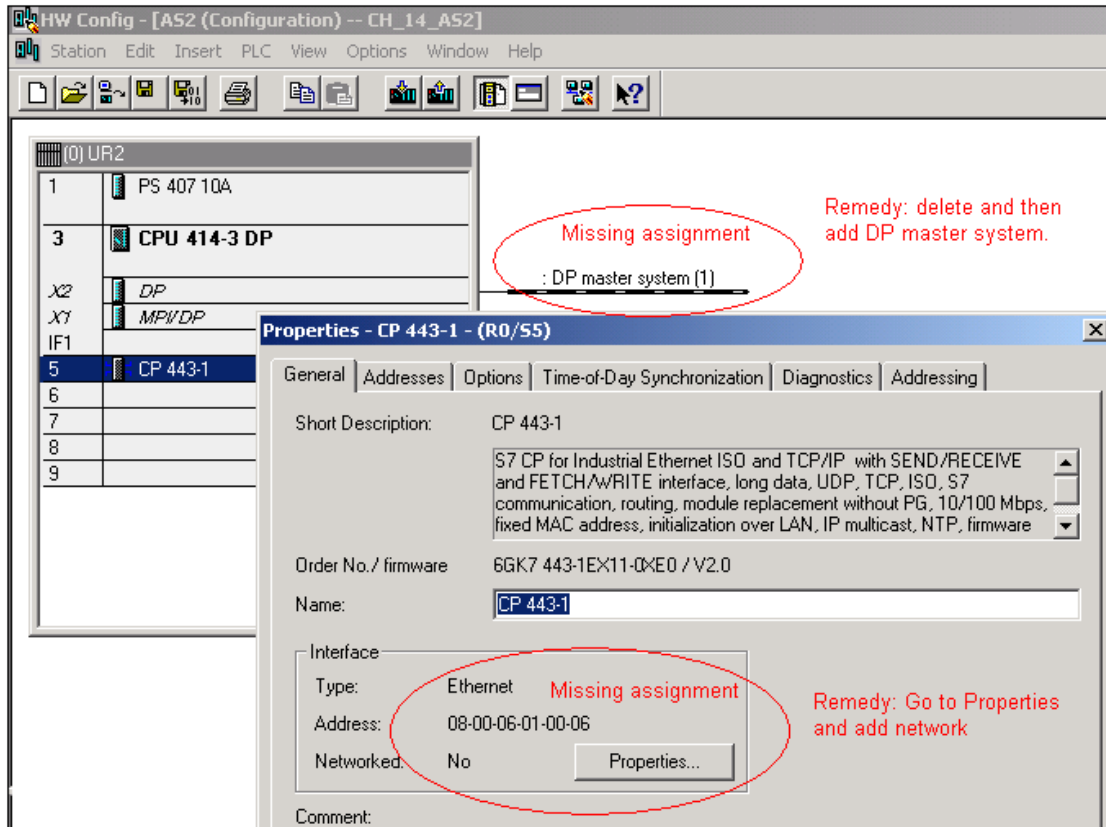 HW Config - [AS2 (Configuration) -- CH_14_AS2]
Station Edit Insert PLC View Options Window Help
(0) UR2
1 PS 407 10A
3 CPU 414-3 DP
X2 DP
X1 MPI/DP
IF1
5 CP 443-1
6
7
8
9
Missing assignment
: DP master system (1)
Remedy: delete and then
add DP master system.
Properties - CP 443-1 - (R0/S5)
General Addresses Options Time-of-Day Synchronization Diagnostics Addressing
Short Description: CP 443-1
S7 CP for Industrial Ethernet ISO and TCP/IP with SEND/RECEIVE
and FETCH/WRITE interface, long data, UDP, TCP, ISO, S7
communication, routing, module replacement without PG, 10/100 Mbps,
fixed MAC address, initialization over LAN, IP multicast, NTP, firmware
Order No./ firmware 6GK7 443-1EX11-0XE0 / V2.0
Name: CP 443-1
Interface
Type: Ethernet
Address: 08-00-06-01-00-06
Networked: No
Properties...
Missing assignment
Remedy: Go to Properties
and add network
Comment: